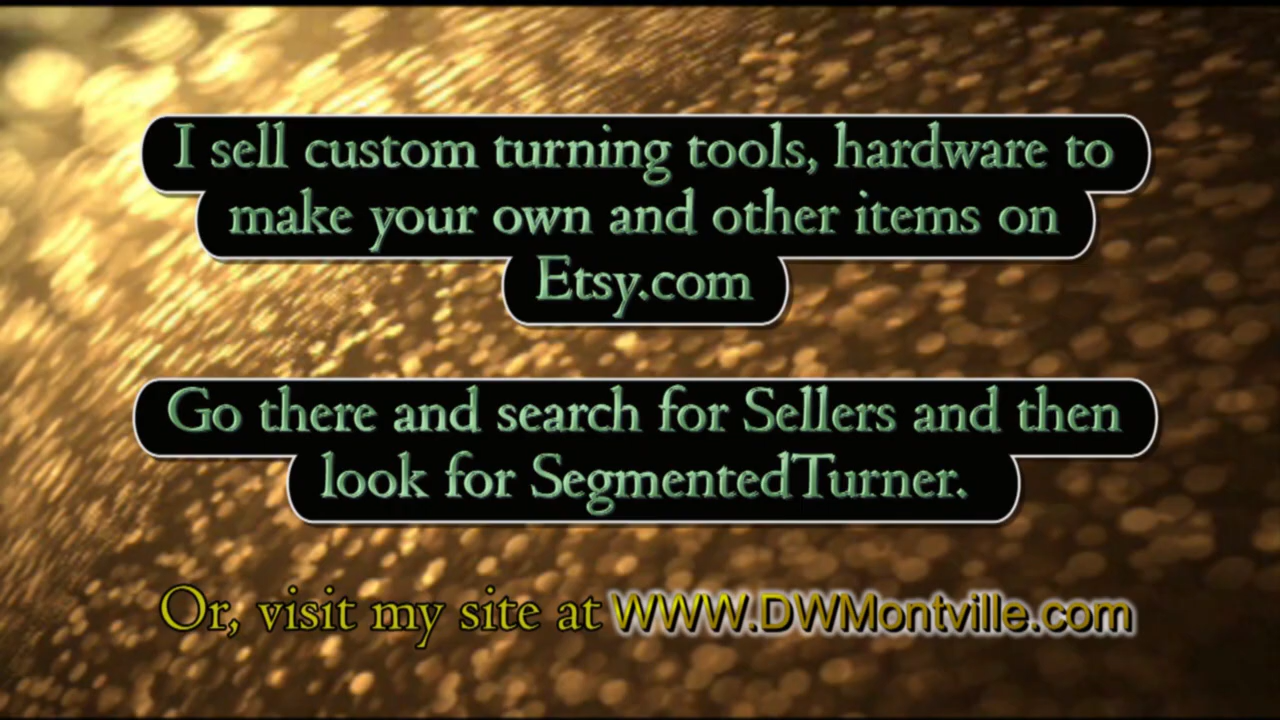 I sell custom turning tools, hardware to
make your own and other items on
Etsy.com
Go there and search for Sellers and then
look for SegmentedTurner.
Or, visit my site at WWW.DWMontville.com